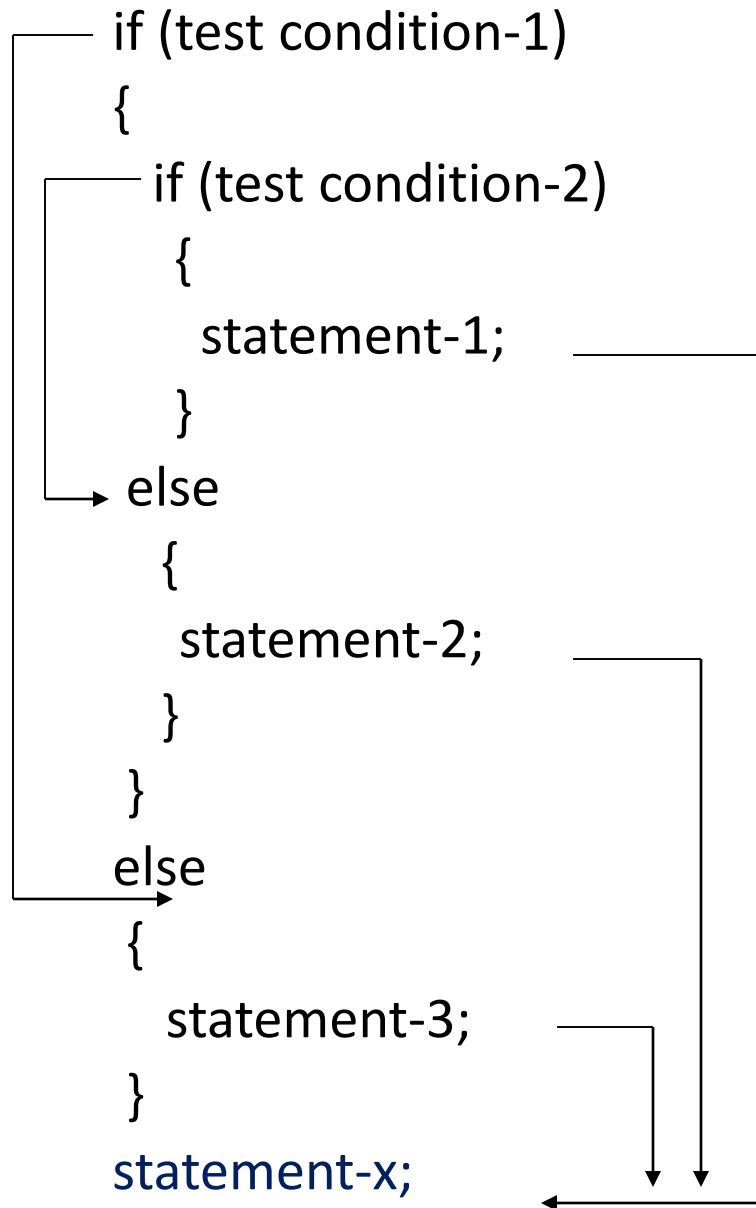 if (test condition-1)
{
if (test condition-2)
{
statement-1;
}
else
{
statement-2;
}
}
else
{
statement-3;
}
statement-x;